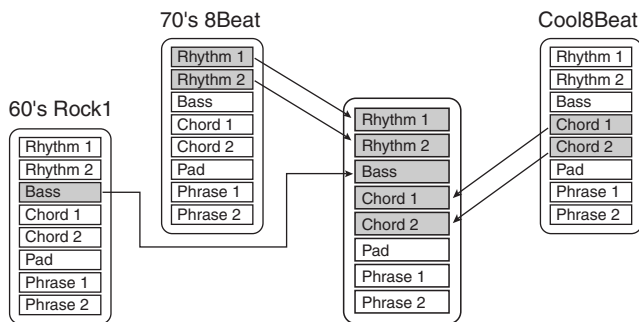 60's Rock1
Rhythm 1
Rhythm 2
Bass
Chord 1
Chord 2
Pad
Phrase 1
Phrase 2
70's 8Beat
Rhythm 1
Rhythm 2
Bass
Chord 1
Chord 2
Pad
Phrase 1
Phrase 2
Rhythm 1
Rhythm 2
Bass
Chord 1
Chord 2
Pad
Phrase 1
Phrase 2
Cool8Beat
Rhythm 1
Rhythm 2
Bass
Chord 1
Chord 2
Pad
Phrase 1
Phrase 2